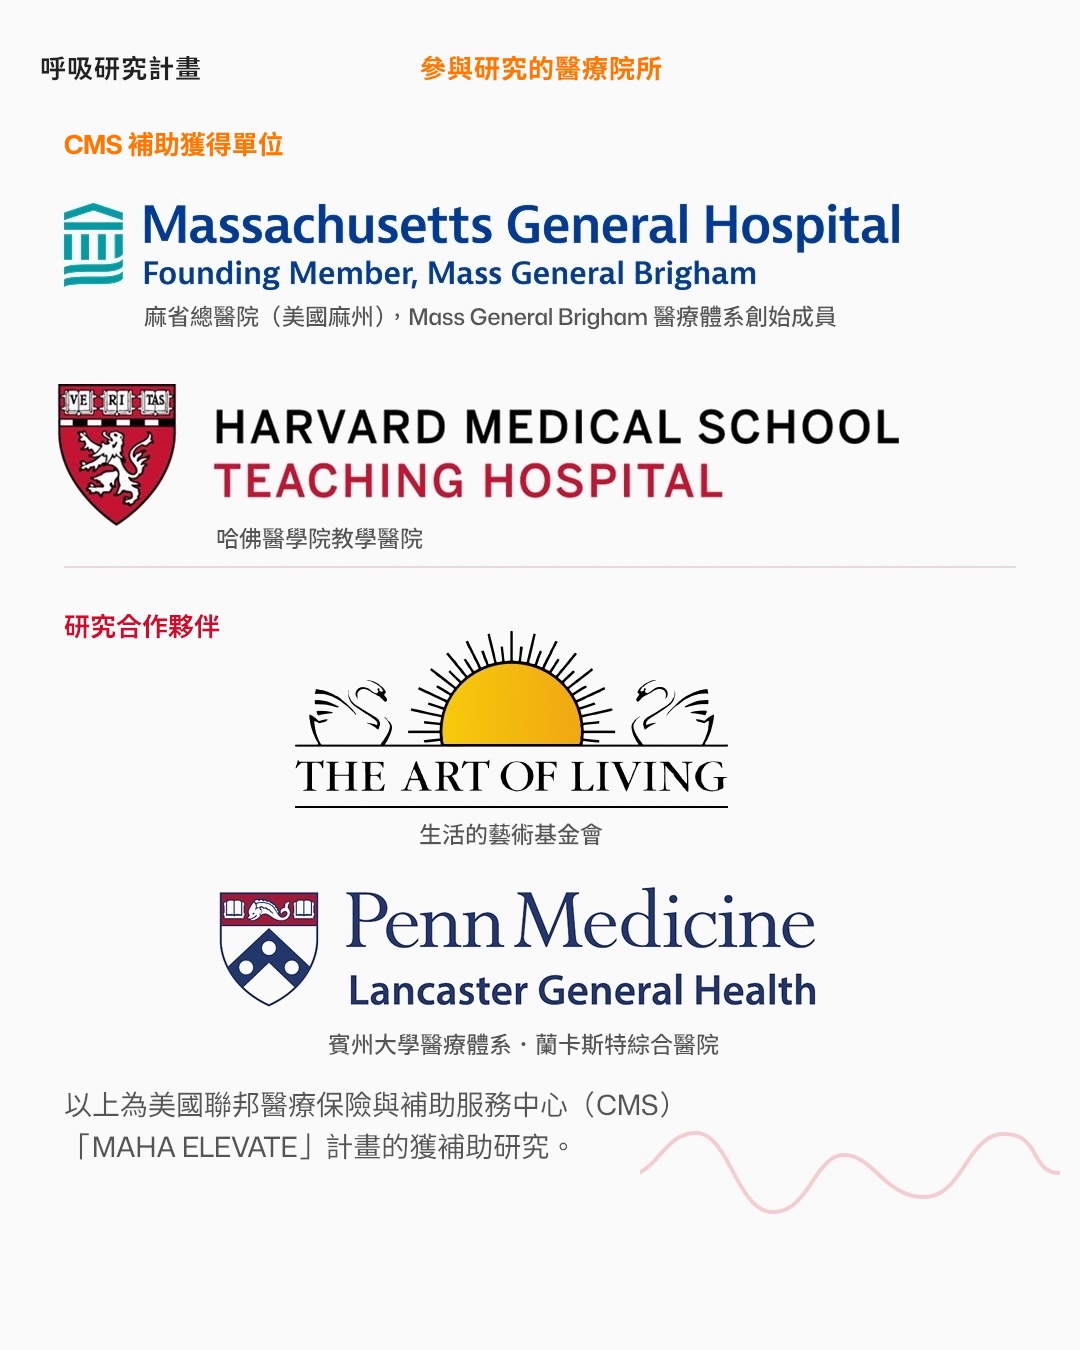 呼吸研究計畫
參與研究的醫療院所
CMS 補助獲得單位
Massachusetts General Hospital
Founding Member, Mass General Brigham
麻省總醫院（美國麻州），Mass General Brigham 醫療體系創始成員
VE RI TAS
HARVARD MEDICAL SCHOOL
TEACHING HOSPITAL
哈佛醫學院教學醫院
研究合作夥伴
THE ART OF LIVING
生活的藝術基金會
Penn Medicine
Lancaster General Health
賓州大學醫療體系・蘭卡斯特綜合醫院
以上為美國聯邦醫療保險與補助服務中心（CMS）
「MAHA ELEVATE」計畫的獲補助研究。